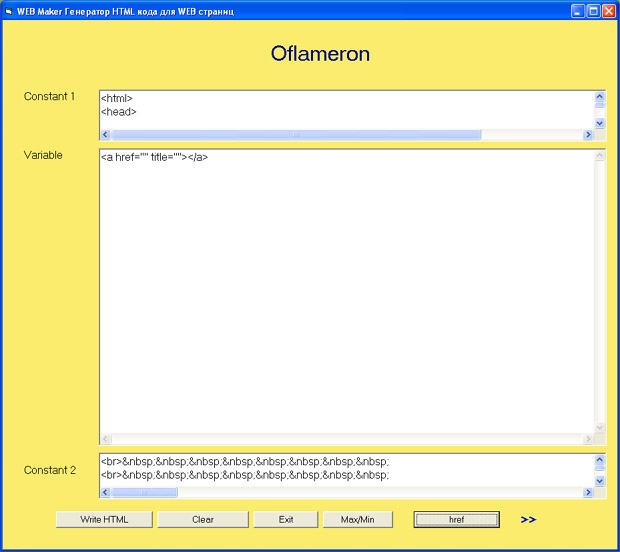 WEB Maker Генератор HTML кода для WEB страниц
Oflameron
Constant 1
<html>
<head>
Variable
<a href="" title=""></a>
Constant 2
<br>&nbsp;&nbsp;&nbsp;&nbsp;&nbsp;&nbsp;&nbsp;&nbsp;
<br>&nbsp;&nbsp;&nbsp;&nbsp;&nbsp;&nbsp;&nbsp;&nbsp;
Write HTML Clear Exit Max/Min href >>